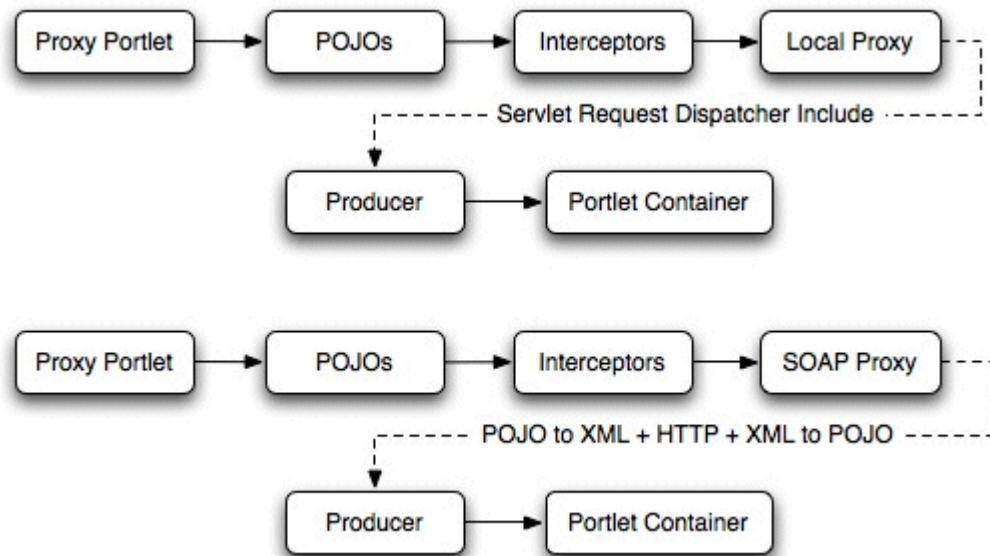 Proxy Portlet
POJOs
Interceptors
Local Proxy
Servlet Request Dispatcher Include
Producer
Portlet Container
Proxy Portlet
POJOs
Interceptors
SOAP Proxy
POJO to XML + HTTP + XML to POJO
Producer
Portlet Container